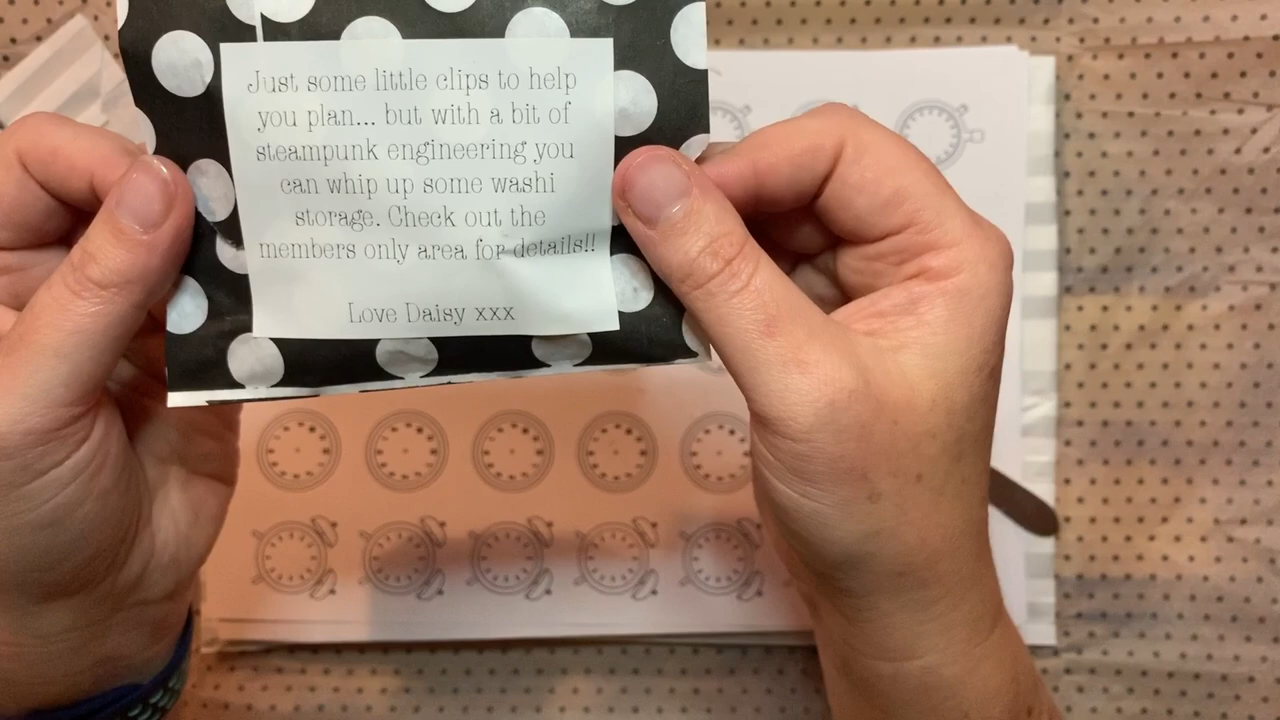 Just some little clips to help
you plan... but with a bit of
steampunk engineering you
can whip up some washi
storage. Check out the
members only area for details!!
Love Daisy xxx